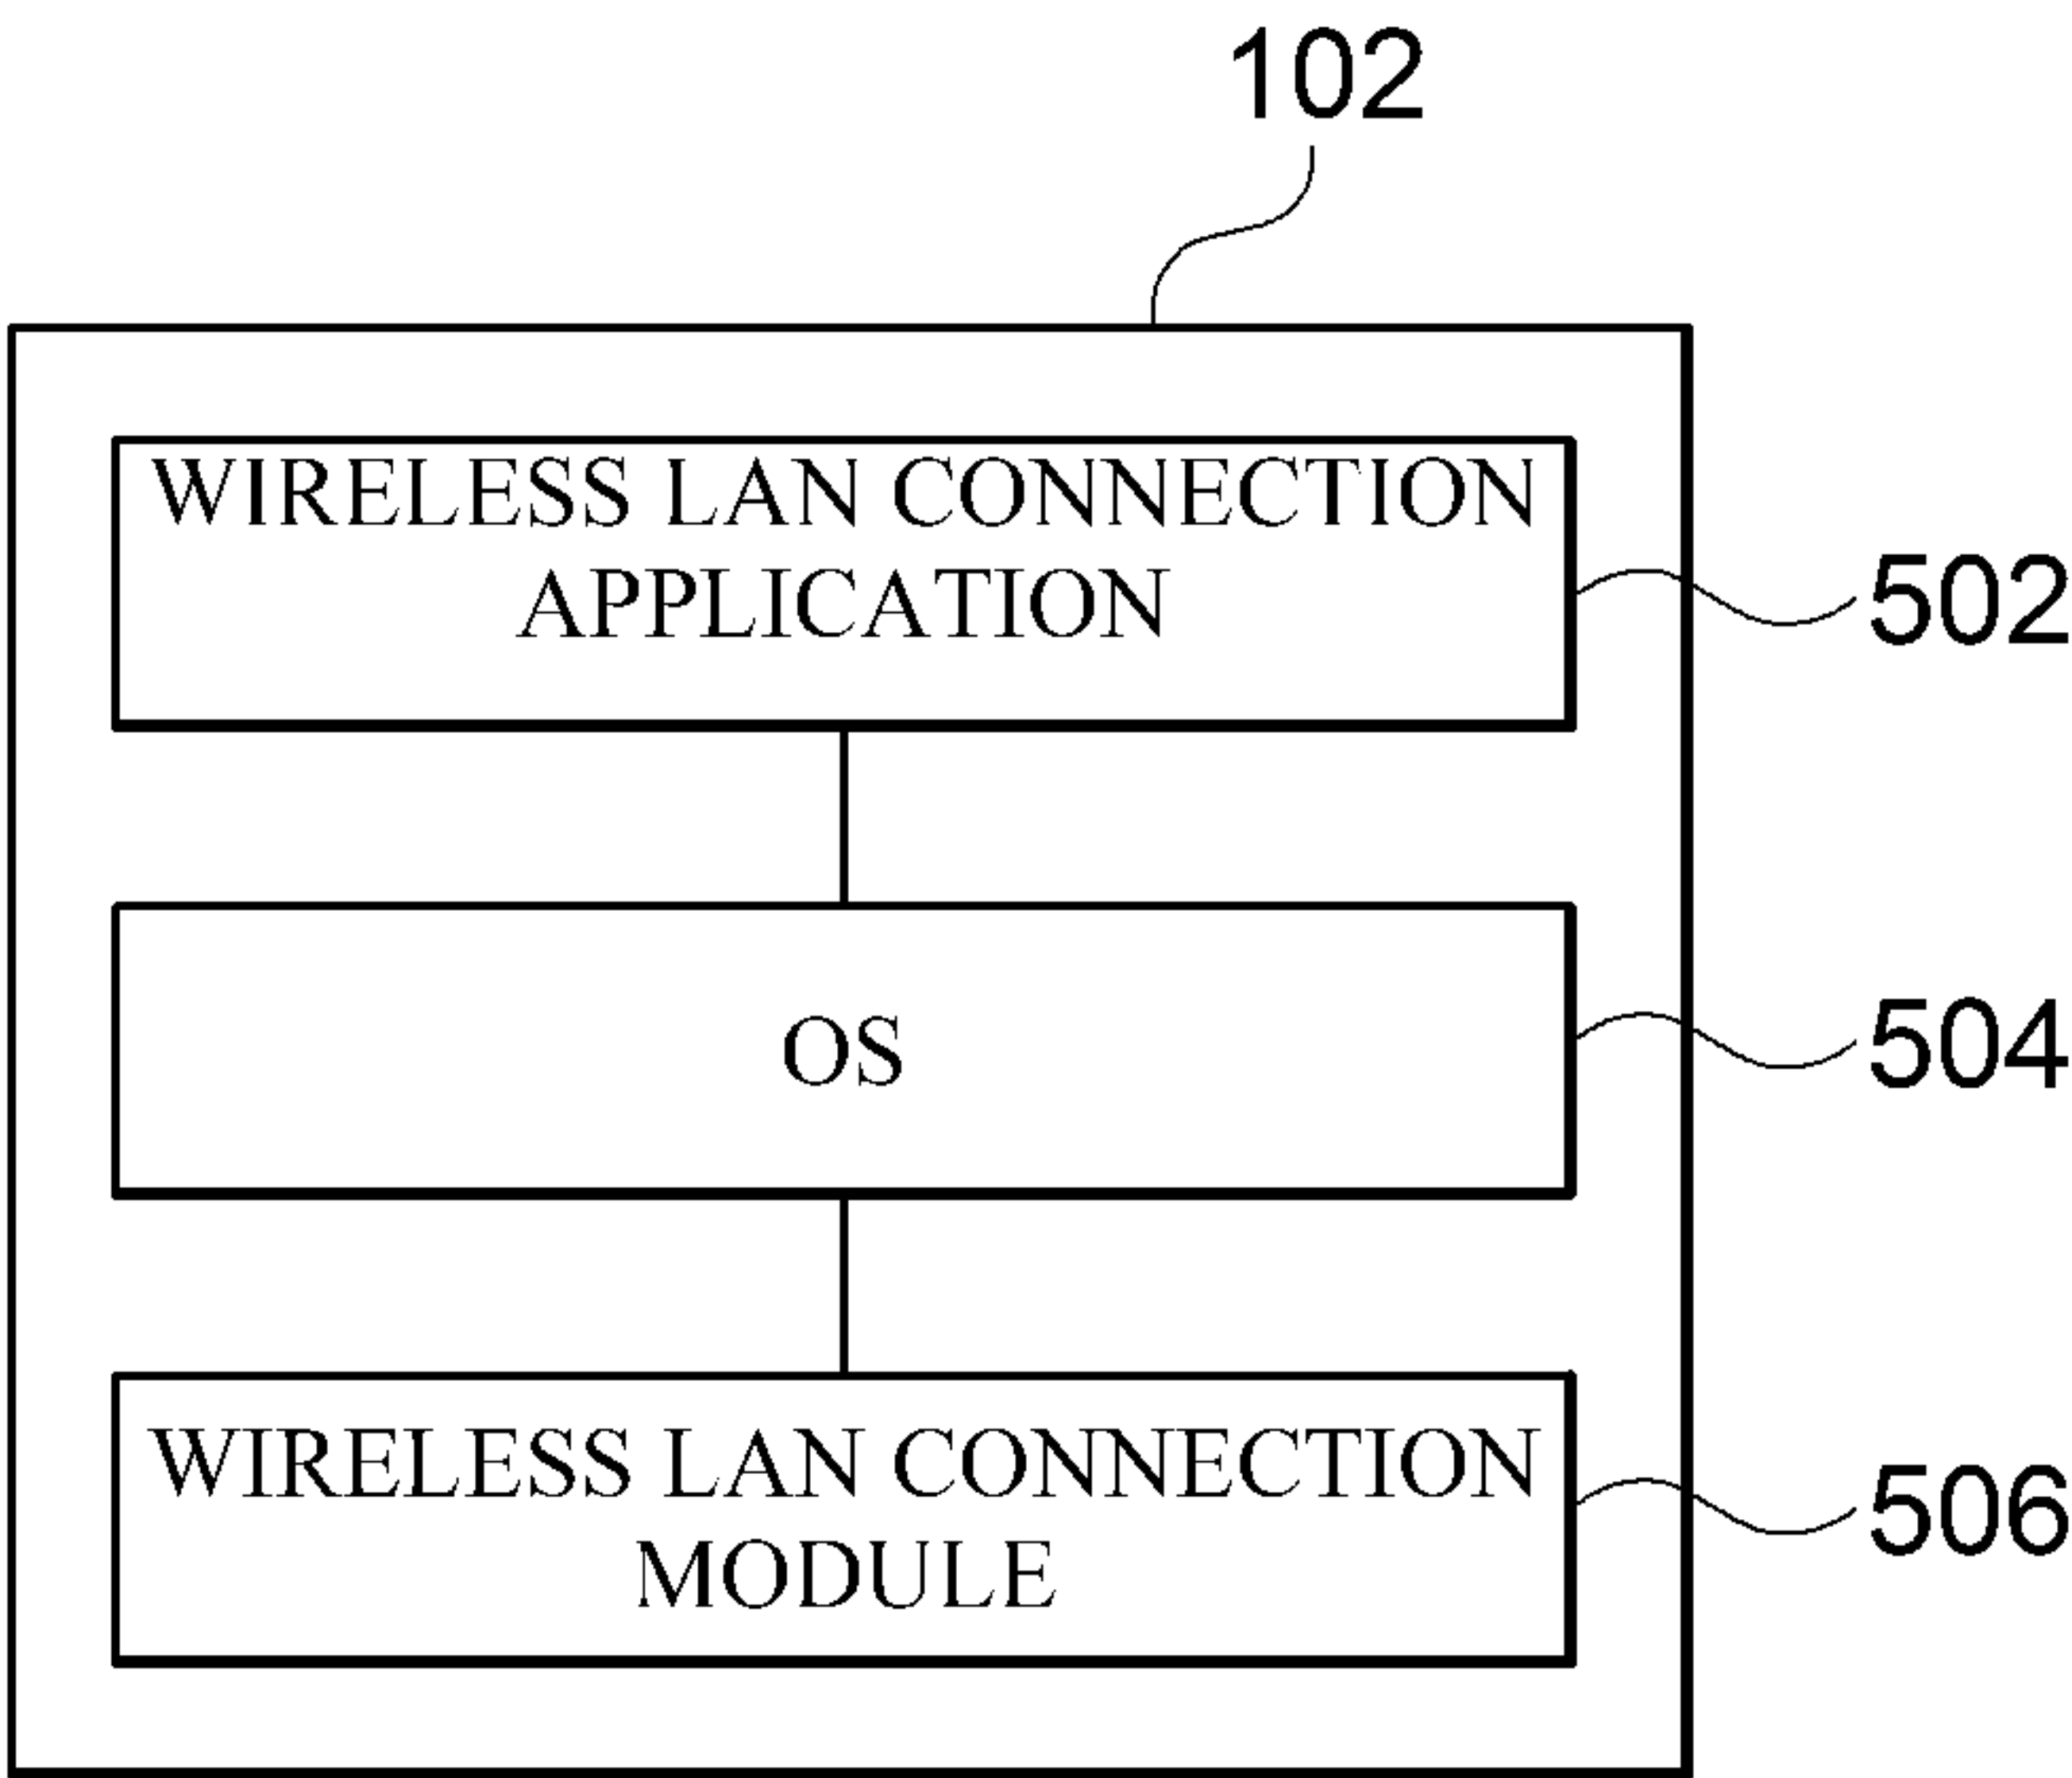 102
WIRELESS LAN CONNECTION
APPLICATION
502
OS
504
WIRELESS LAN CONNECTION
MODULE
506